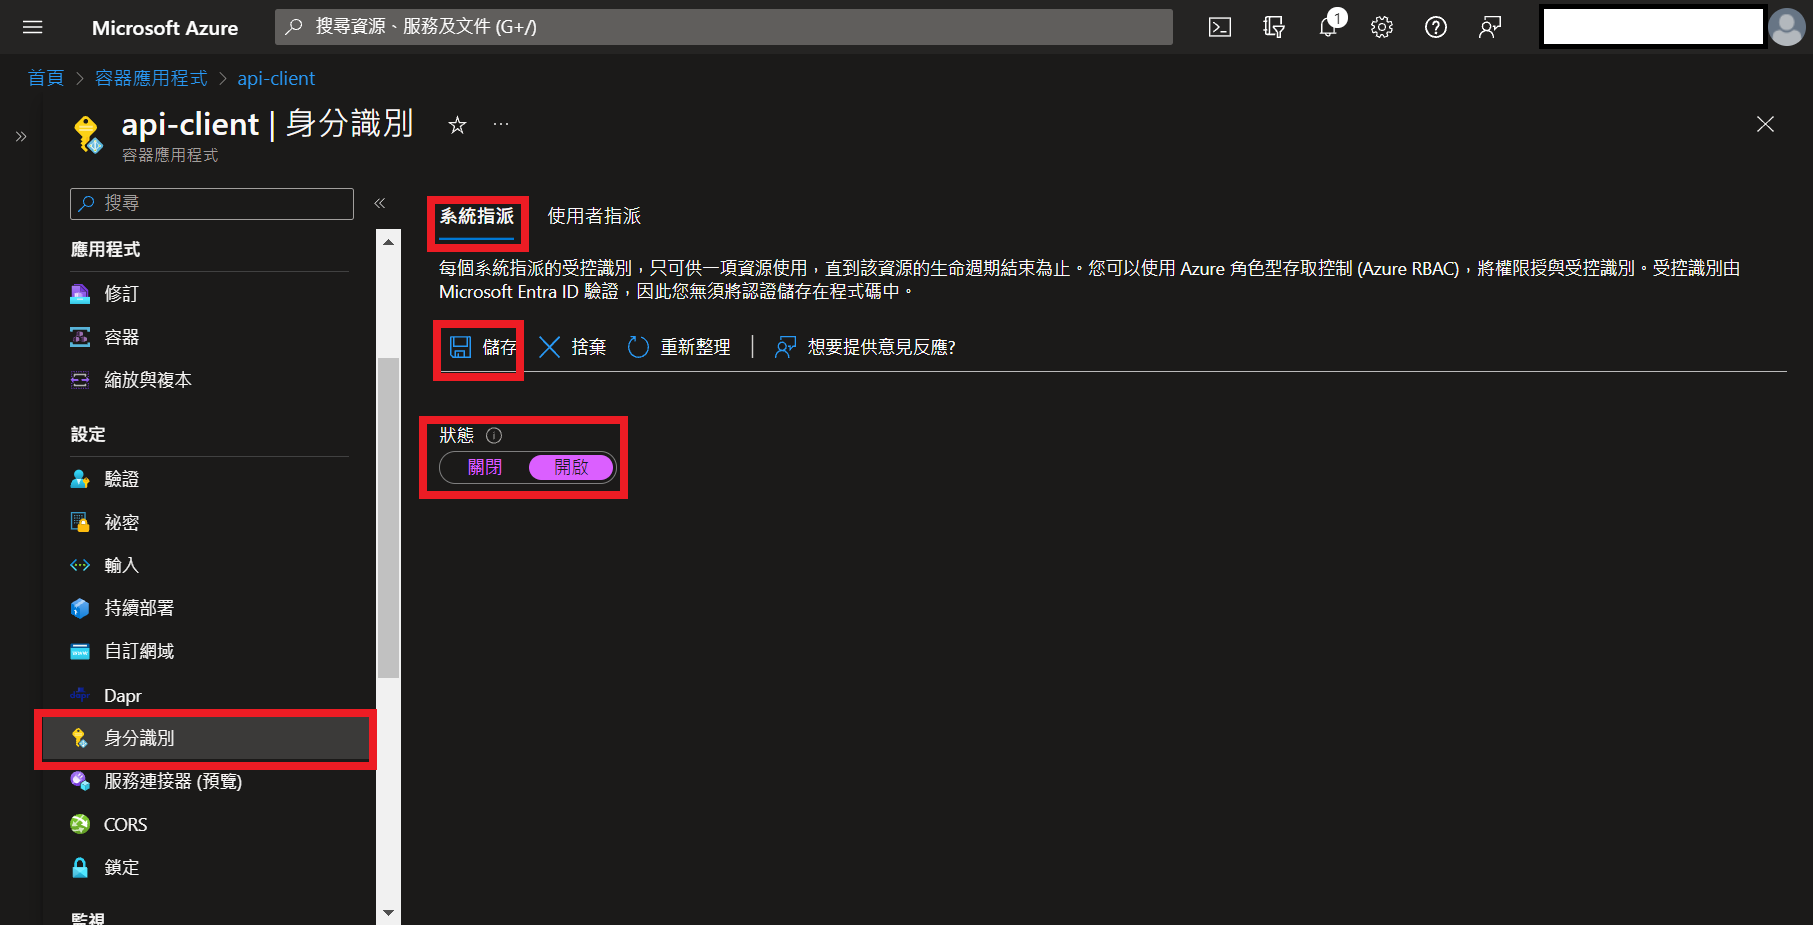 Microsoft Azure
搜尋資源、服務及文件 (G+/)
1
首頁 > 容器應用程式 > api-client
api-client | 身分識別
容器應用程式
搜尋
應用程式
修訂
容器
縮放與複本
設定
驗證
祕密
輸入
持續部署
自訂網域
Dapr
身分識別
服務連接器 (預覽)
CORS
鎖定
監視
系統指派 使用者指派
每個系統指派的受控識別，只可供一項資源使用，直到該資源的生命週期結束為止。您可以使用 Azure 角色型存取控制 (Azure RBAC)，將權限授與受控識別。受控識別由
Microsoft Entra ID 驗證，因此您無須將認證儲存在程式碼中。
儲存 捨棄 重新整理 | 想要提供意見反應?
狀態
關閉 開啟